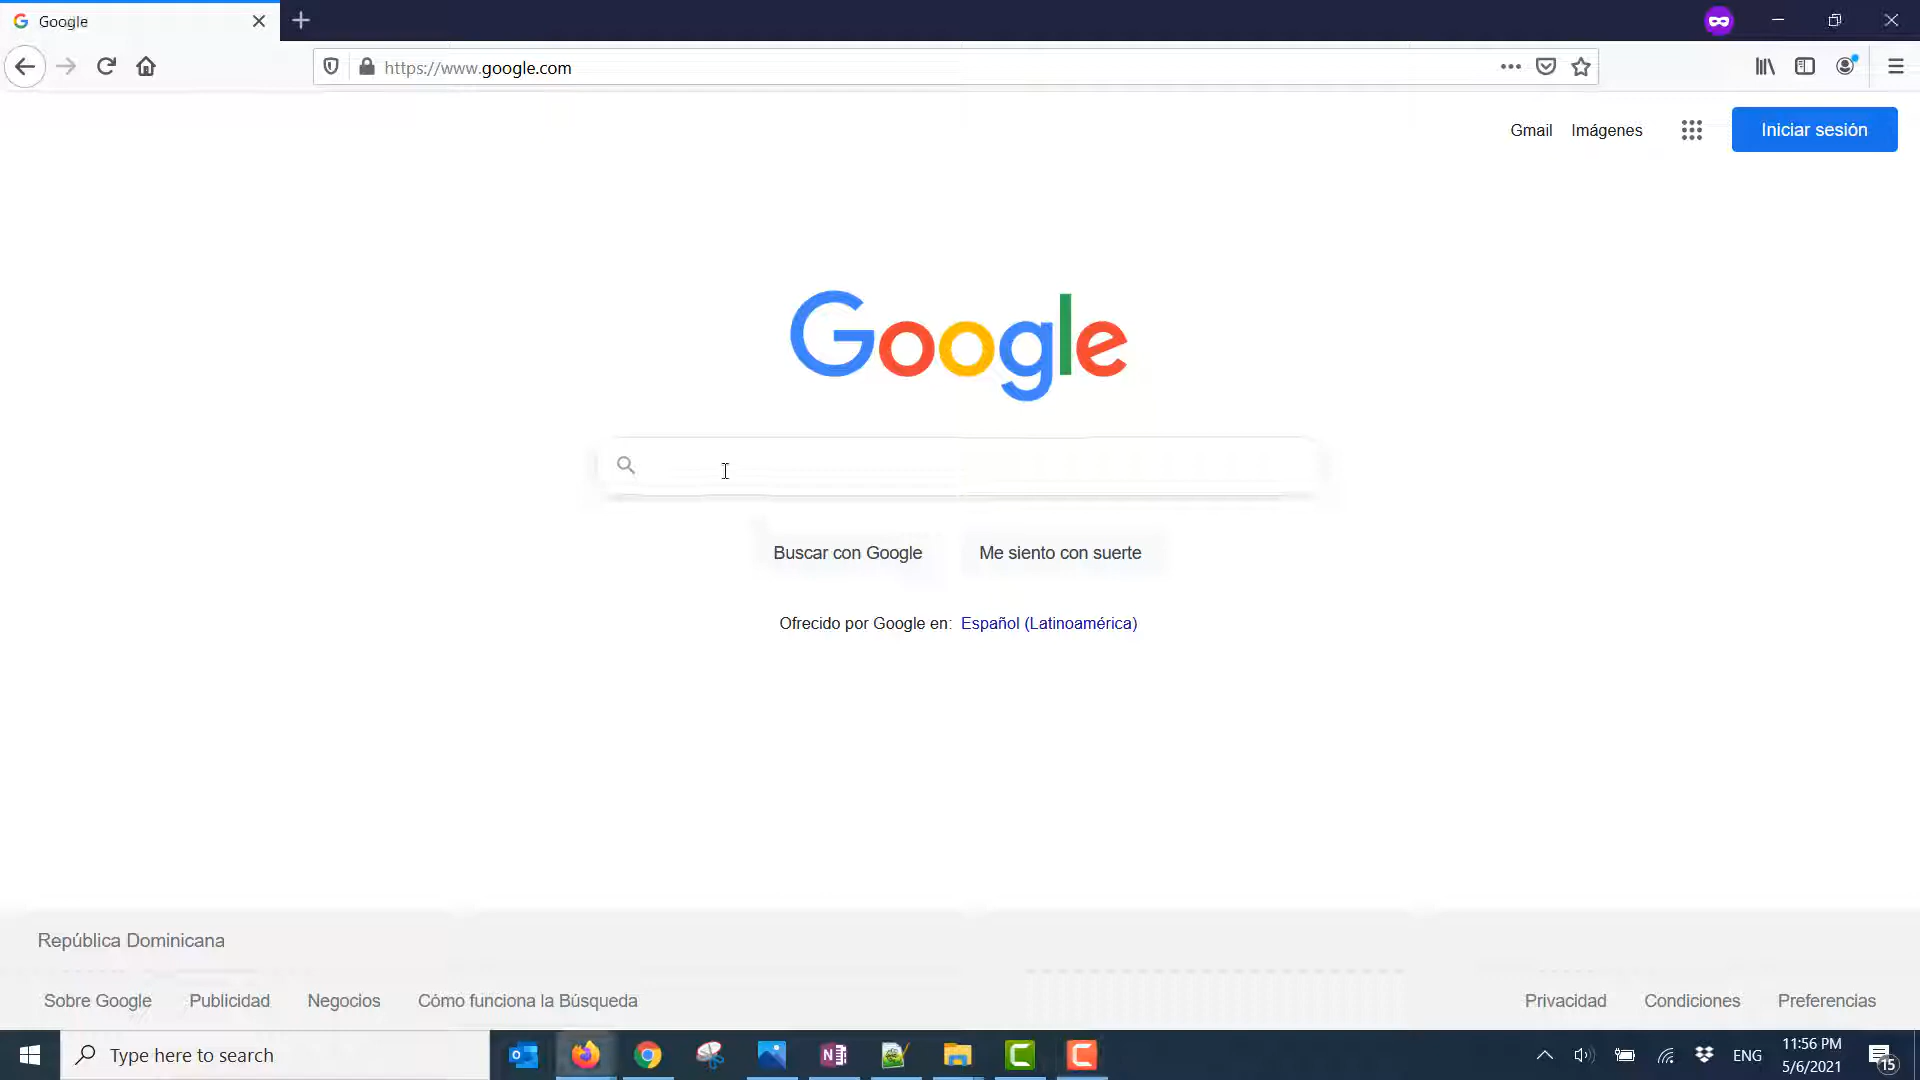 Google
https://www.google.com
Gmail Imágenes Iniciar sesión
Google
Buscar con Google Me siento con suerte
Ofrecido por Google en: Español (Latinoamérica)
República Dominicana
Sobre Google Publicidad Negocios Cómo funciona la Búsqueda Privacidad Condiciones Preferencias
Type here to search
ENG
11:56 PM
5/6/2021
15